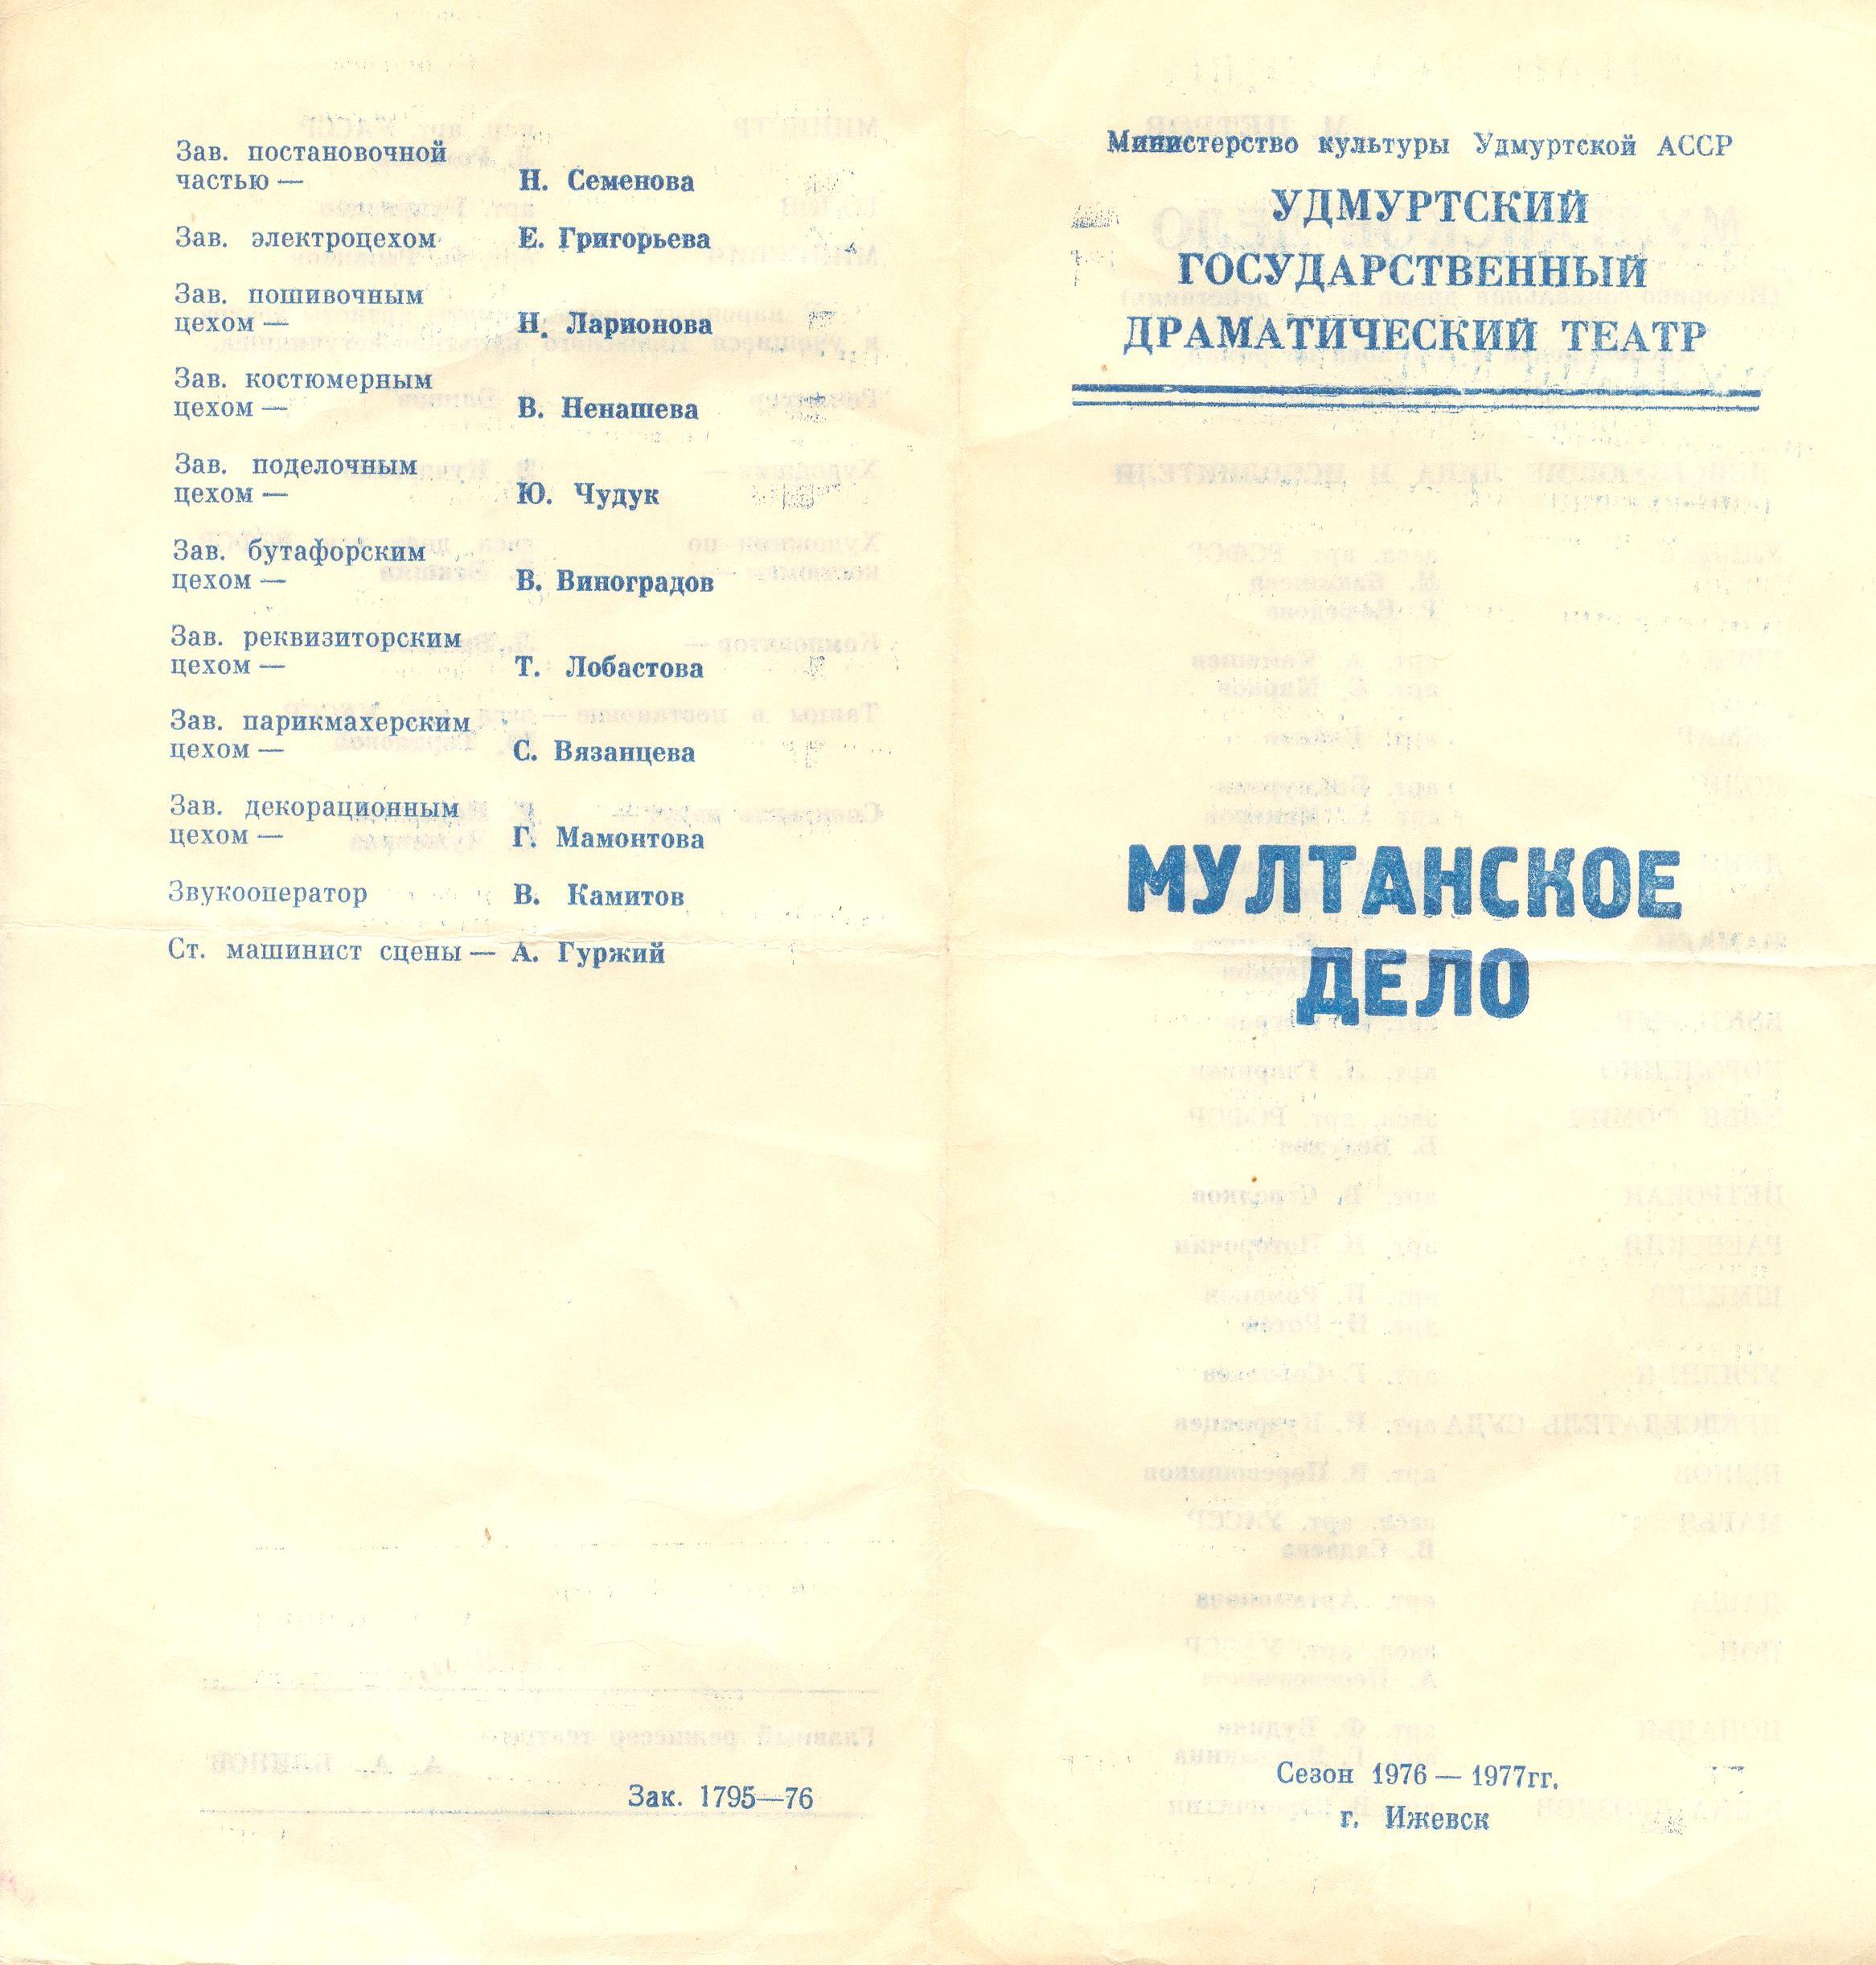 Зав. постановочной
частью — Н. Семенова
Зав. электроцехом Е. Григорьева
Зав. пошивочным
цехом — Н. Ларионова
Зав. костюмерным
цехом — В. Ненашева
Зав. поделочным
цехом — Ю. Чудук
Зав. бутафорским
цехом — В. Виноградов
Зав. реквизиторским
цехом — Т. Лобастова
Зав. парикмахерским
цехом — С. Вязанцева
Зав. декорационным
цехом — Г. Мамонтова
Звукооператор В. Камитов
Ст. машинист сцены — А. Гуржий
Зак. 1795—76
Министерство культуры Удмуртской АССР
УДМУРТСКИЙ
ГОСУДАРСТВЕННЫЙ
ДРАМАТИЧЕСКИЙ ТЕАТР
МУЛТАНСКОЕ
ДЕЛО
Сезон 1976 — 1977гг.
г. Ижевск